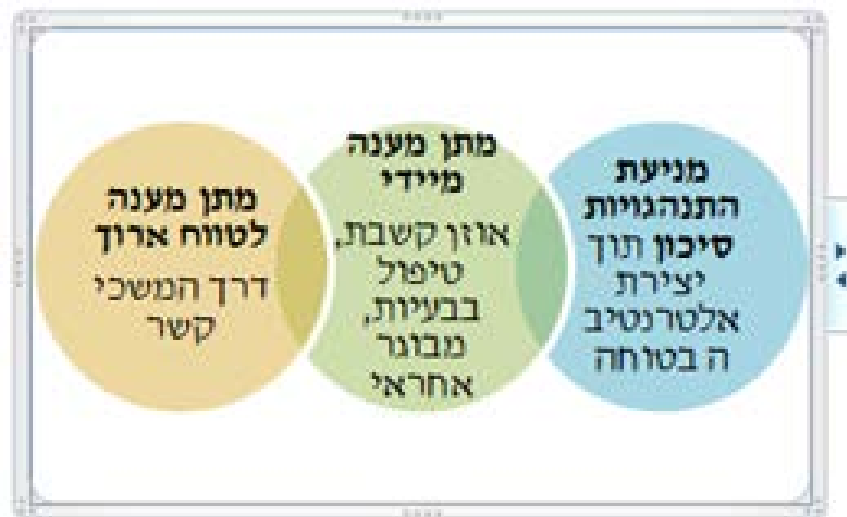 מניעת
התנהגויות
סיכון תוך
יצירת
אלטרנטיב
ה בטוחה
מתן מענה
מיידי
אוזן קשבת,
טיפול
בבעיות,
מבוגר
אחראי
מתן מענה
לטווח ארוך
דרך המשכי
קשר